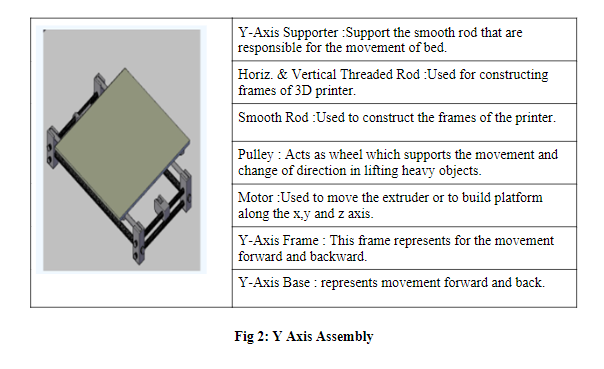 Y-Axis Supporter :Support the smooth rod that are
responsible for the movement of bed.
Horiz. & Vertical Threaded Rod :Used for constructing
frames of 3D printer.
Smooth Rod :Used to construct the frames of the printer.
Pulley : Acts as wheel which supports the movement and
change of direction in lifting heavy objects.
Motor :Used to move the extruder or to build platform
along the x,y and z axis.
Y-Axis Frame : This frame represents for the movement
forward and backward.
Y-Axis Base : represents movement forward and back.
Fig 2: Y Axis Assembly